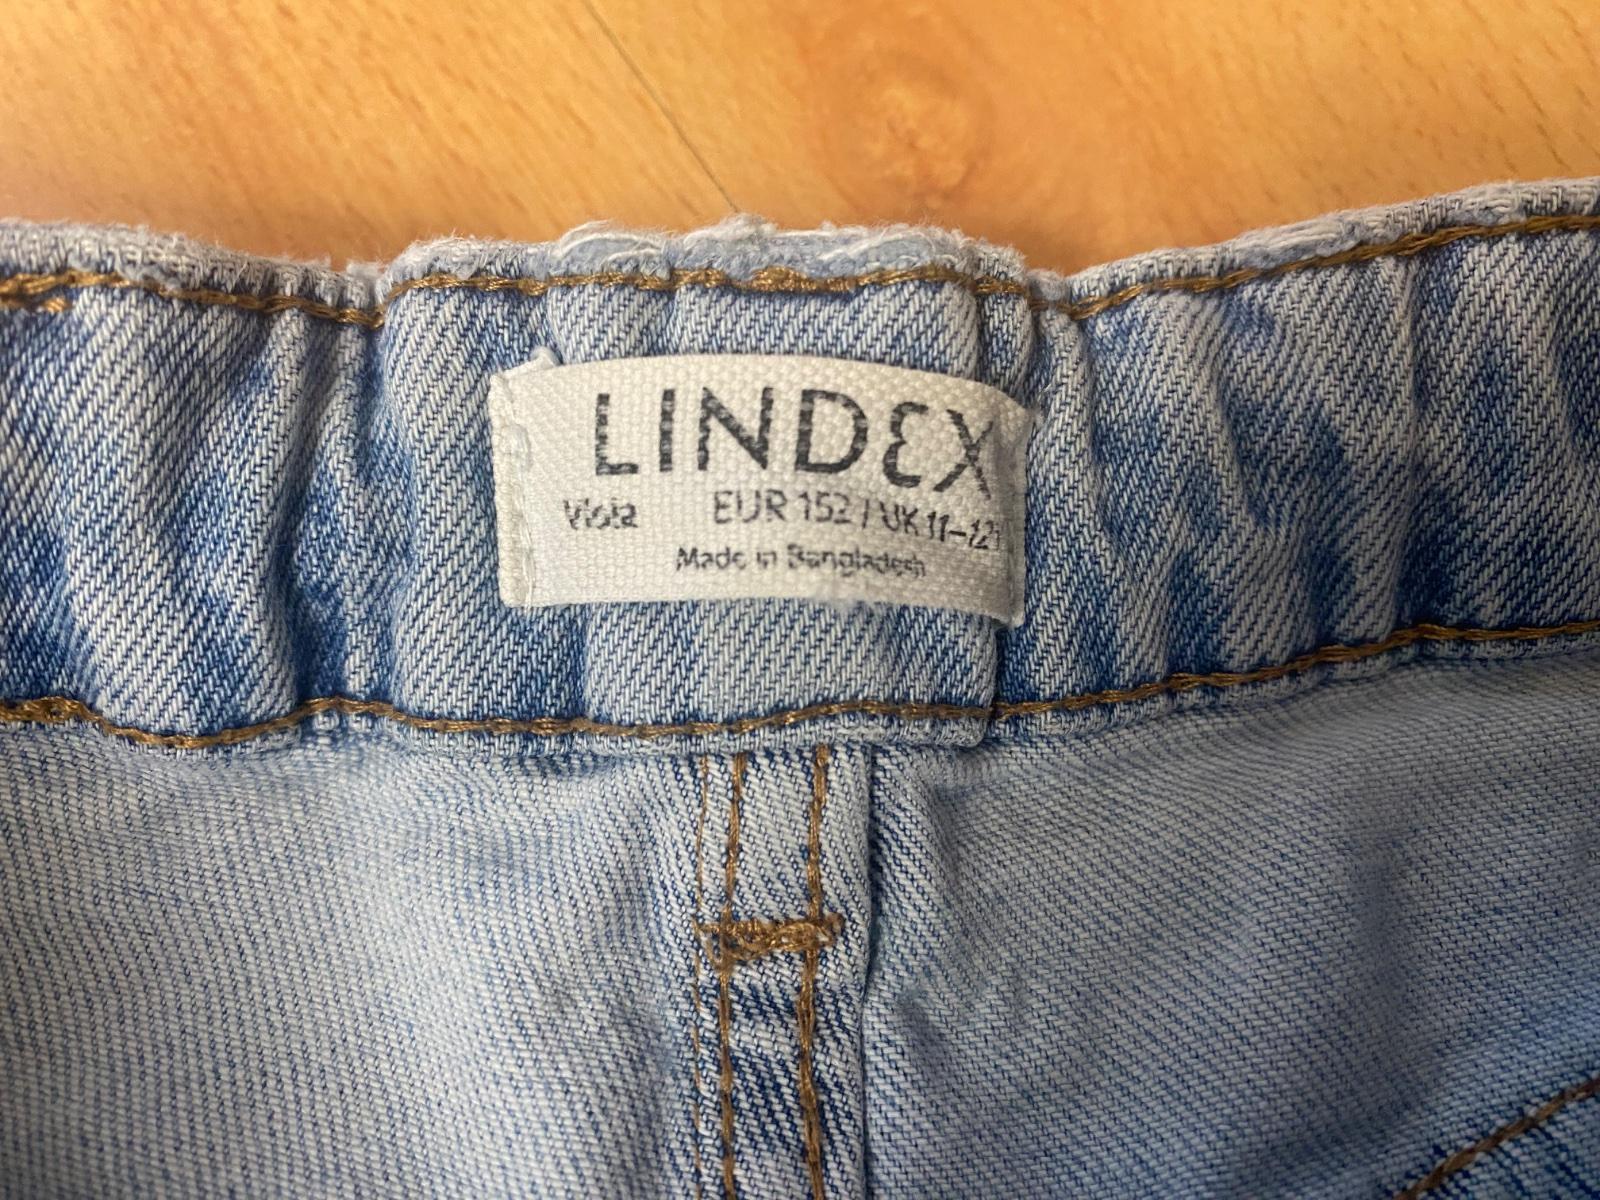 LINDEX
Viola EUR 152 / UK 11-12y
Made in Bangladesh